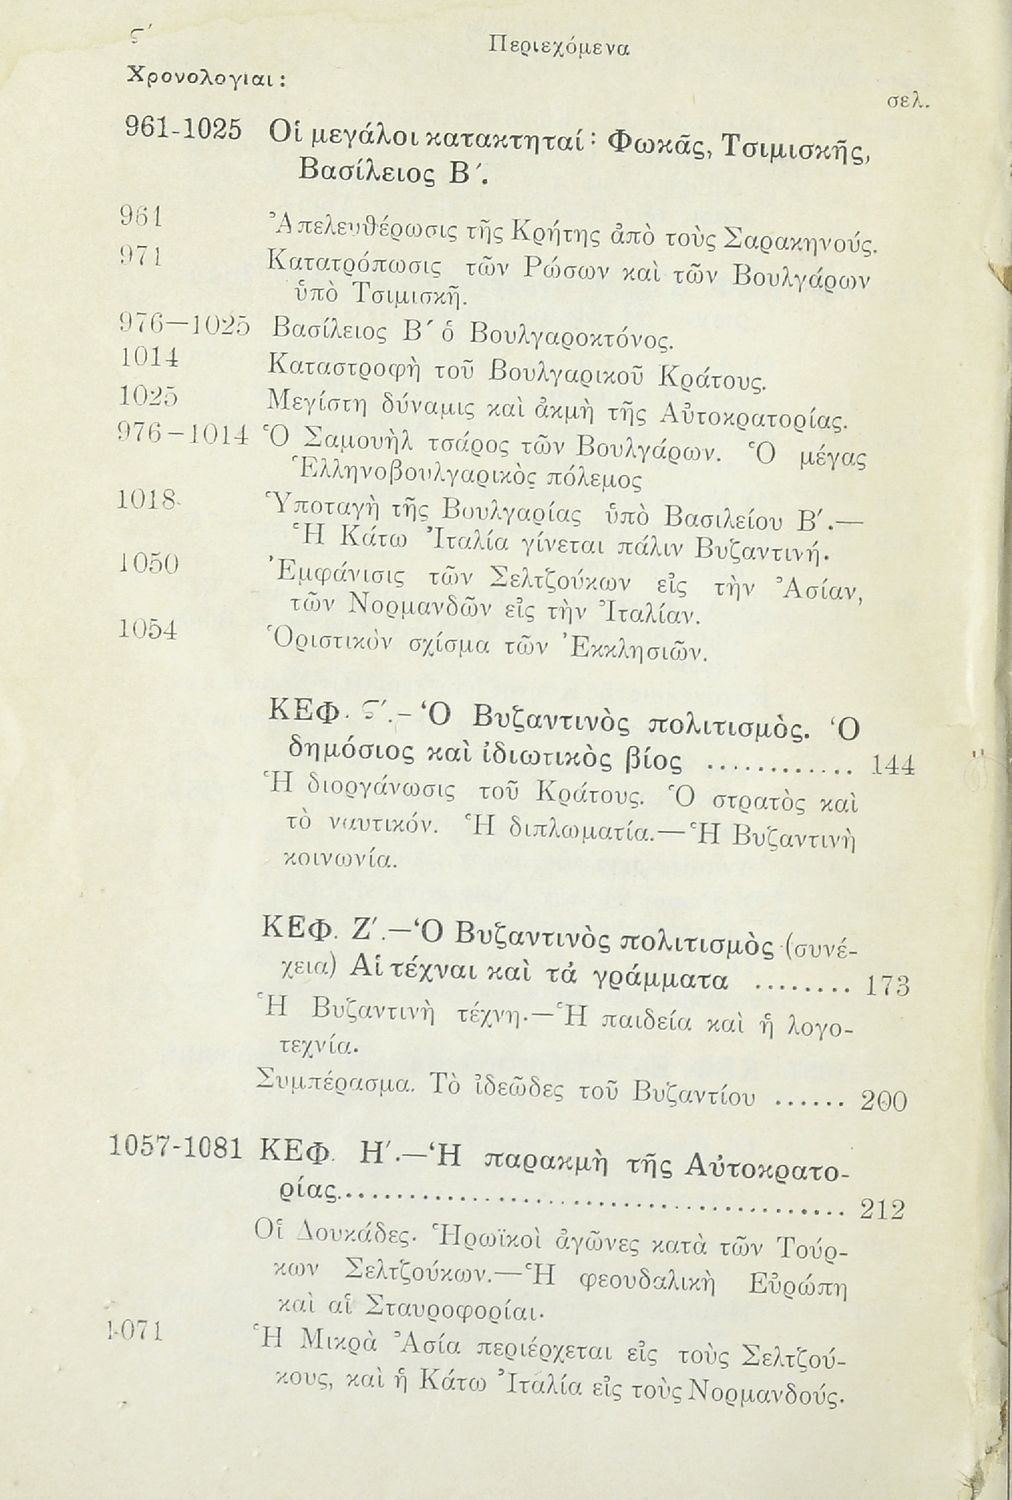 ς΄
Περιεχόμενα
Χρονολογιαι :
σελ.
961-1025 Οἱ μεγάλοι κατακτηταί· Φωκᾶς, Τσιμισκῆς,
Βασίλειος Β΄.
961 Ἀπελευθέρωσις τῆς Κρήτης ἀπὸ τοὺς Σαρακηνούς.
971 Κατατρόπωσις τῶν Ρώσων καὶ τῶν Βουλγάρων
ὑπὸ Τσιμισκῆ.
976—1025 Βασίλειος Β΄ ὁ Βουλγαροκτόνος.
1014 Καταστροφὴ τοῦ Βουλγαρικοῦ Κράτους.
1025 Μεγίστη δύναμις καὶ ἀκμὴ τῆς Αὐτοκρατορίας.
976-1014 Ὁ Σαμουὴλ τσάρος τῶν Βουλγάρων. Ὁ μέγας
Ἑλληνοβουλγαρικὸς πόλεμος
1018 Ὑποταγὴ τῆς Βουλγαρίας ὑπὸ Βασιλείου Β΄.—
Ἡ Κάτω Ἰταλία γίνεται πάλιν Βυζαντινή.
1050 Ἐμφάνισις τῶν Σελτζούκων εἰς τὴν Ἀσίαν,
τῶν Νορμανδῶν εἰς τὴν Ἰταλίαν.
1054 Ὁριστικὸν σχίσμα τῶν Ἐκκλησιῶν.
ΚΕΦ. Ϛ΄.- Ὁ Βυζαντινὸς πολιτισμὸς. Ὁ
δημόσιος καὶ ἰδιωτικὸς βίος ............ 144
Ἡ διοργάνωσις τοῦ Κράτους. Ὁ στρατὸς καὶ
τὸ ναυτικόν. Ἡ διπλωματία.—Ἡ Βυζαντινὴ
κοινωνία.
ΚΕΦ. Ζ΄.—Ὁ Βυζαντινὸς πολιτισμὸς (συνέ-
χεια) Αἱ τέχναι καὶ τὰ γράμματα ........ 173
Ἡ Βυζαντινὴ τέχνη.—Ἡ παιδεία καὶ ἡ λογο-
τεχνία.
Συμπέρασμα. Τὸ ἰδεῶδες τοῦ Βυζαντίου ...... 200
1057-1081 ΚΕΦ. Η΄.—Ἡ παρακμὴ τῆς Αὐτοκρατο-
ρίας........................................ 212
Οἱ Δουκάδες. Ἡρωϊκοὶ ἀγῶνες κατὰ τῶν Τούρ-
κων Σελτζούκων.—Ἡ φεουδαλικὴ Εὐρώπη
καὶ αἱ Σταυροφορίαι.
1071 Ἡ Μικρὰ Ἀσία περιέρχεται εἰς τοὺς Σελτζού-
κους, καὶ ἡ Κάτω Ἰταλία εἰς τοὺς Νορμανδούς.